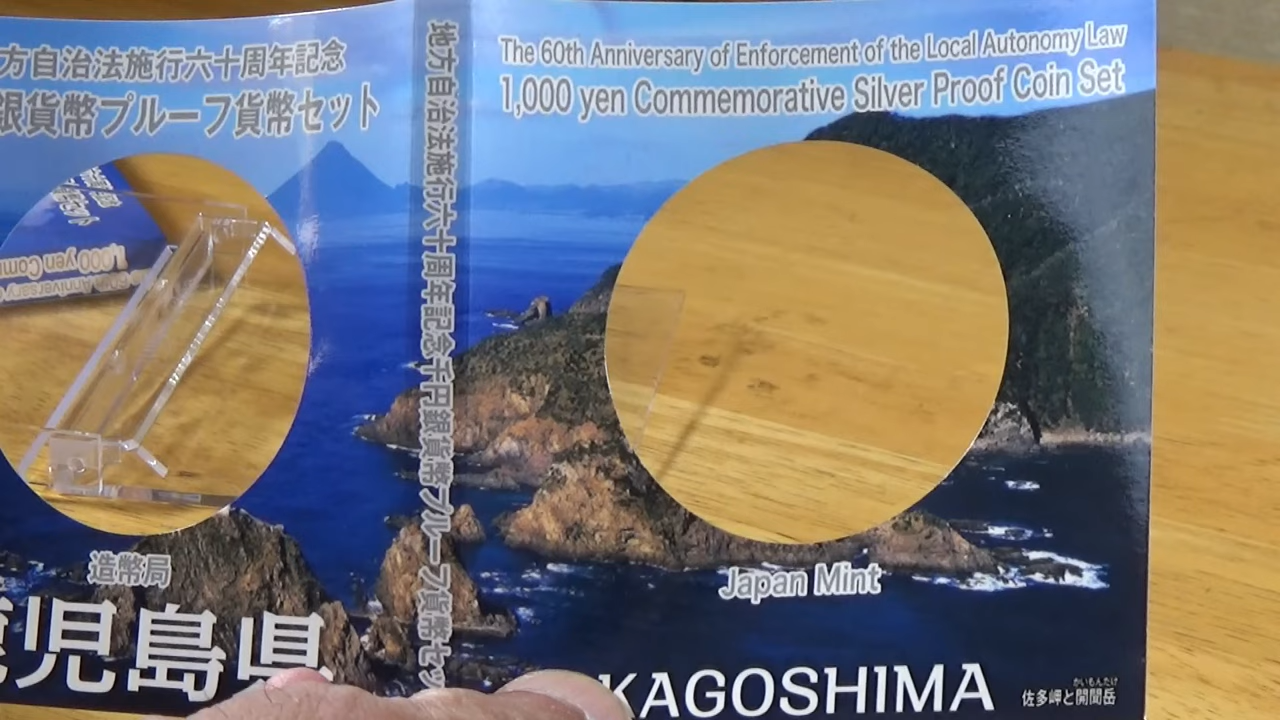 方自治法施行六十周年記念
銀貨幣プルーフ貨幣セット
造幣局
児島県
地方自治法施行六十周年記念千円銀貨幣プルーフ貨幣セッ
The 60th Anniversary of Enforcement of the Local Autonomy Law
1,000 yen Commemorative Silver Proof Coin Set
1,000 yen Com
Japan Mint
KAGOSHIMA
かいもんだけ
佐多岬と開聞岳